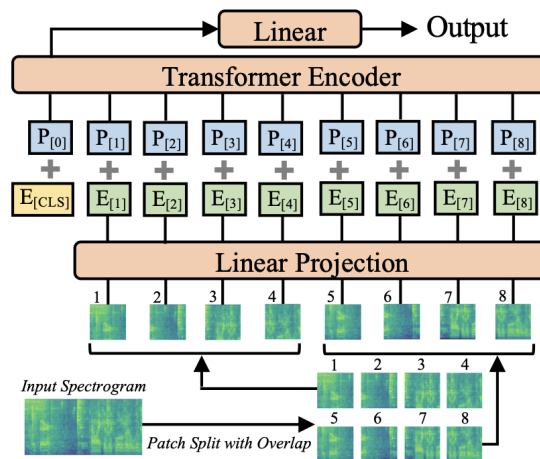 Linear
Output
Transformer Encoder
P[0] P[1] P[2] P[3] P[4] P[5] P[6] P[7] P[8]
+ + + + + + + + +
E[CLS] E[1] E[2] E[3] E[4] E[5] E[6] E[7] E[8]
Linear Projection
1 2 3 4 5 6 7 8
1 2 3 4
Input Spectrogram
5 6 7 8
Patch Split with Overlap